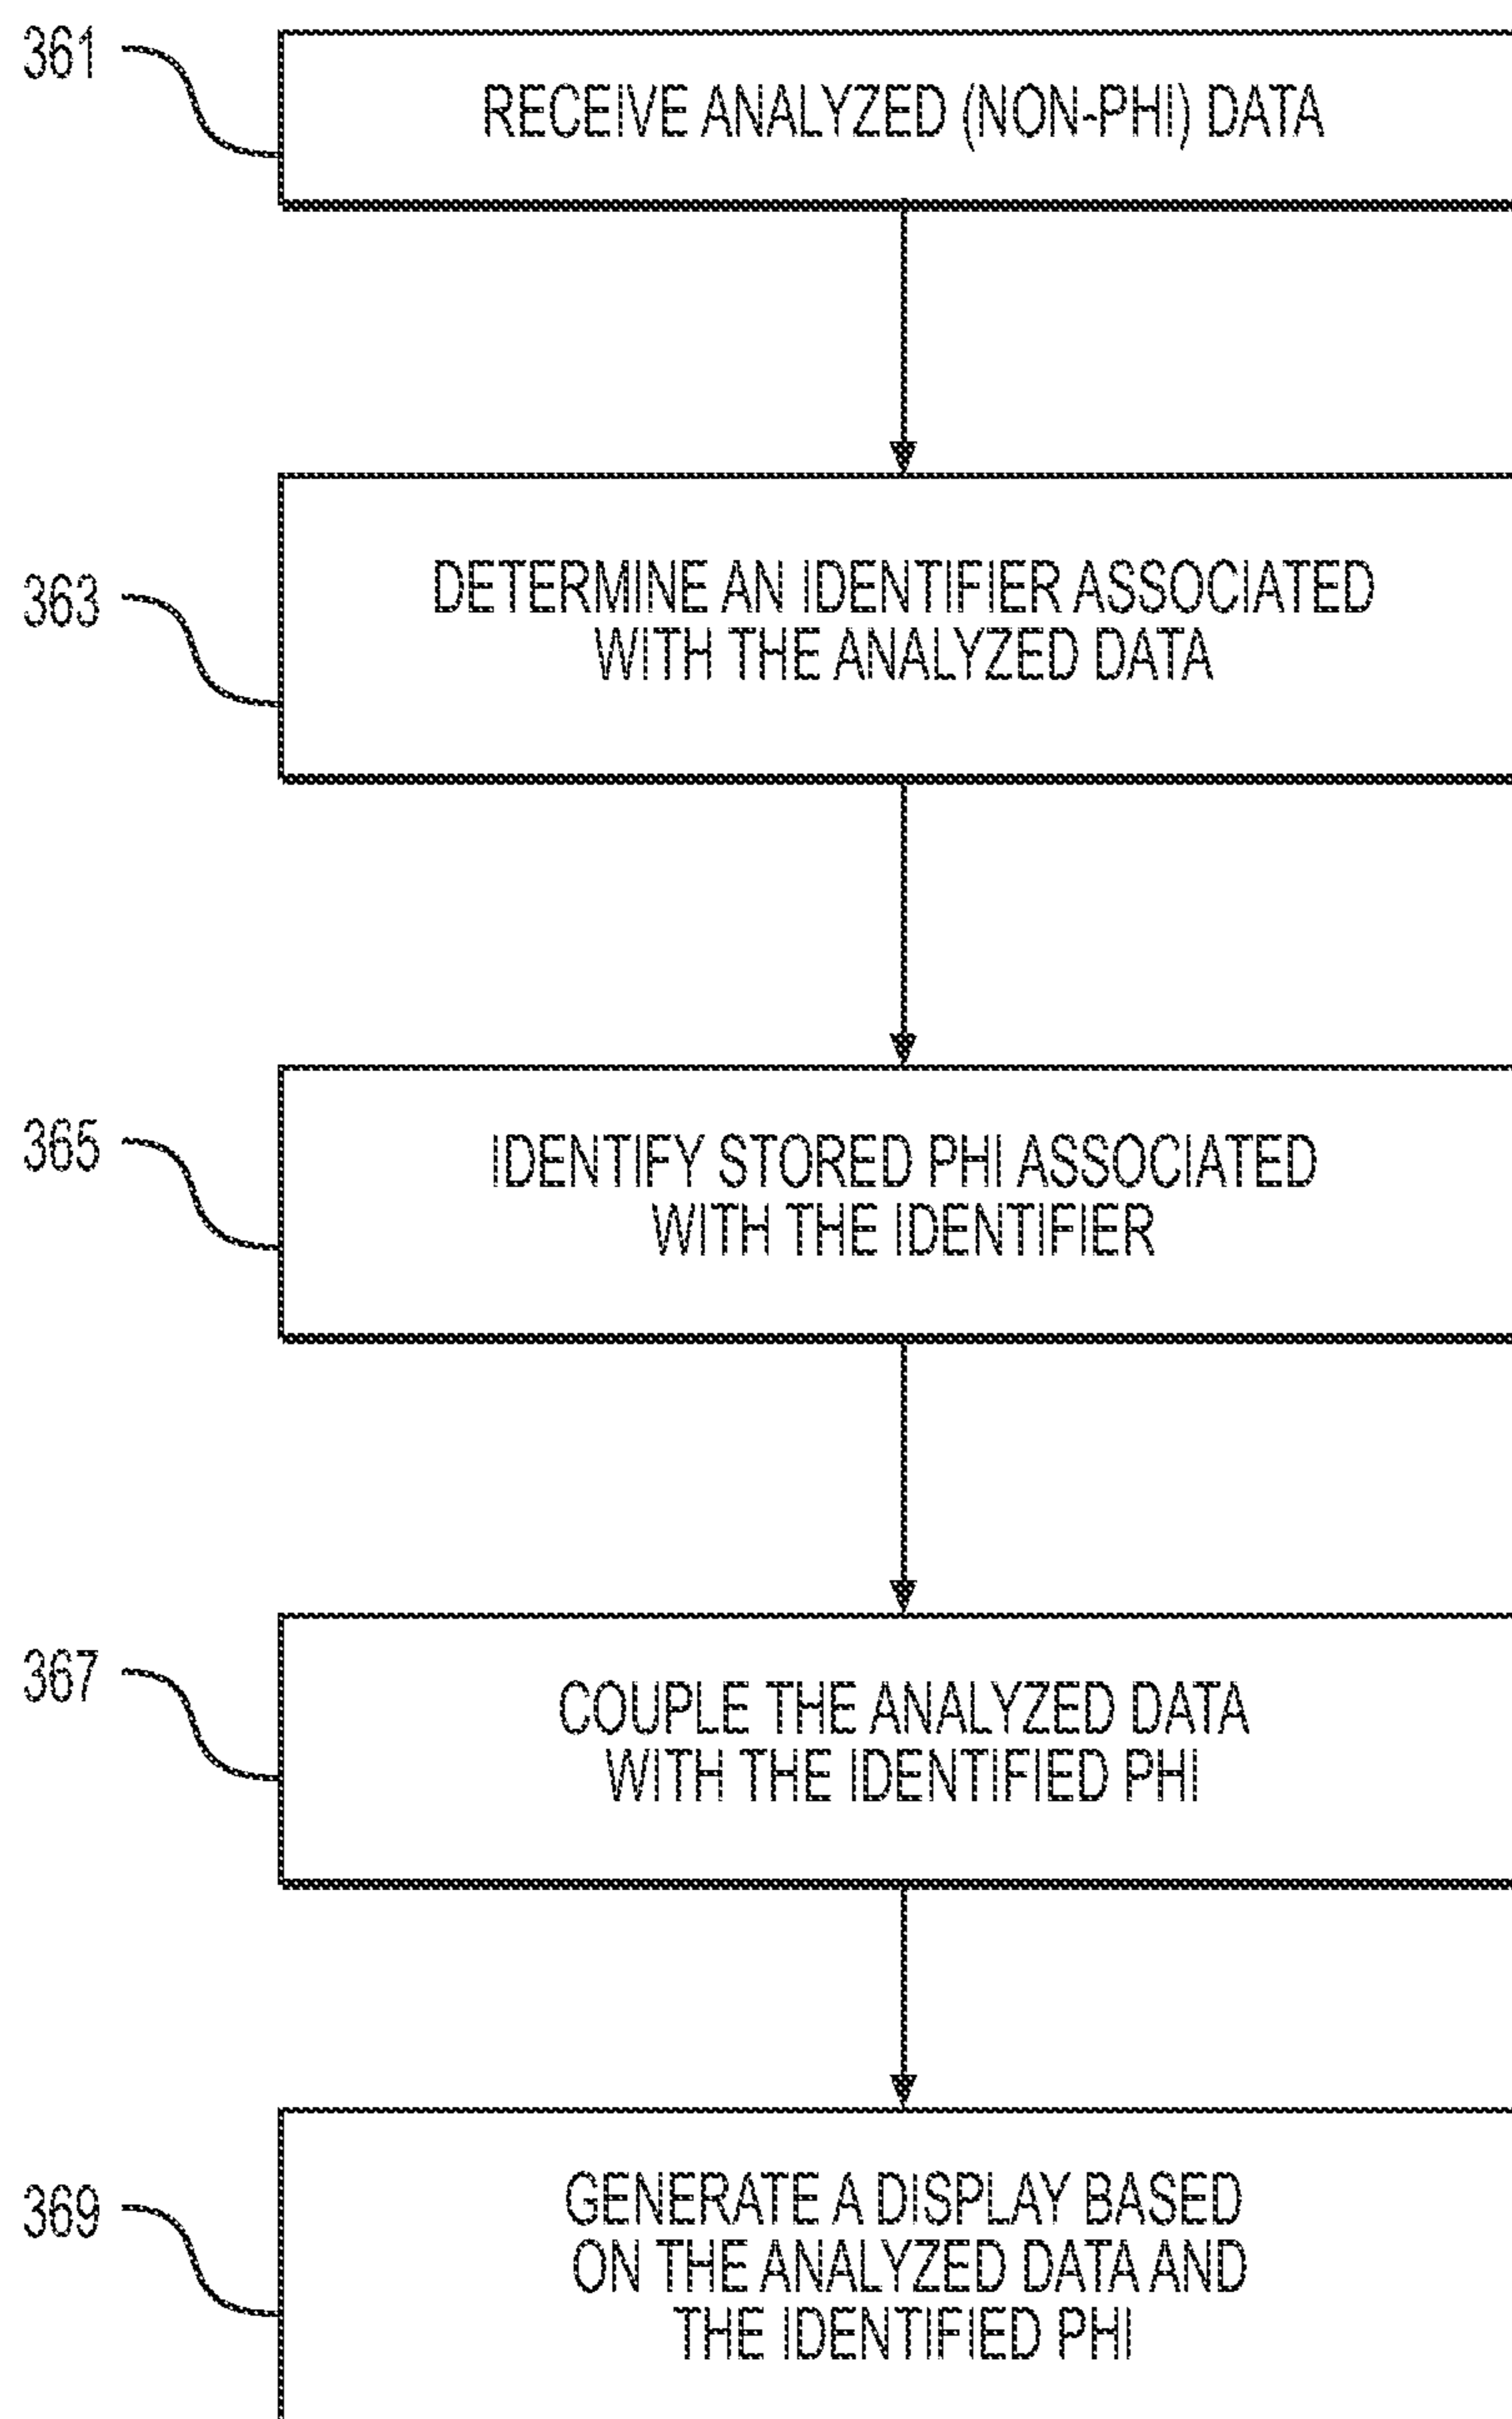 361
RECEIVE ANALYZED (NON-PHI) DATA
363
DETERMINE AN IDENTIFIER ASSOCIATED
WITH THE ANALYZED DATA
365
IDENTIFY STORED PHI ASSOCIATED
WITH THE IDENTIFIER
367
COUPLE THE ANALYZED DATA
WITH THE IDENTIFIED PHI
369
GENERATE A DISPLAY BASED
ON THE ANALYZED DATA AND
THE IDENTIFIED PHI